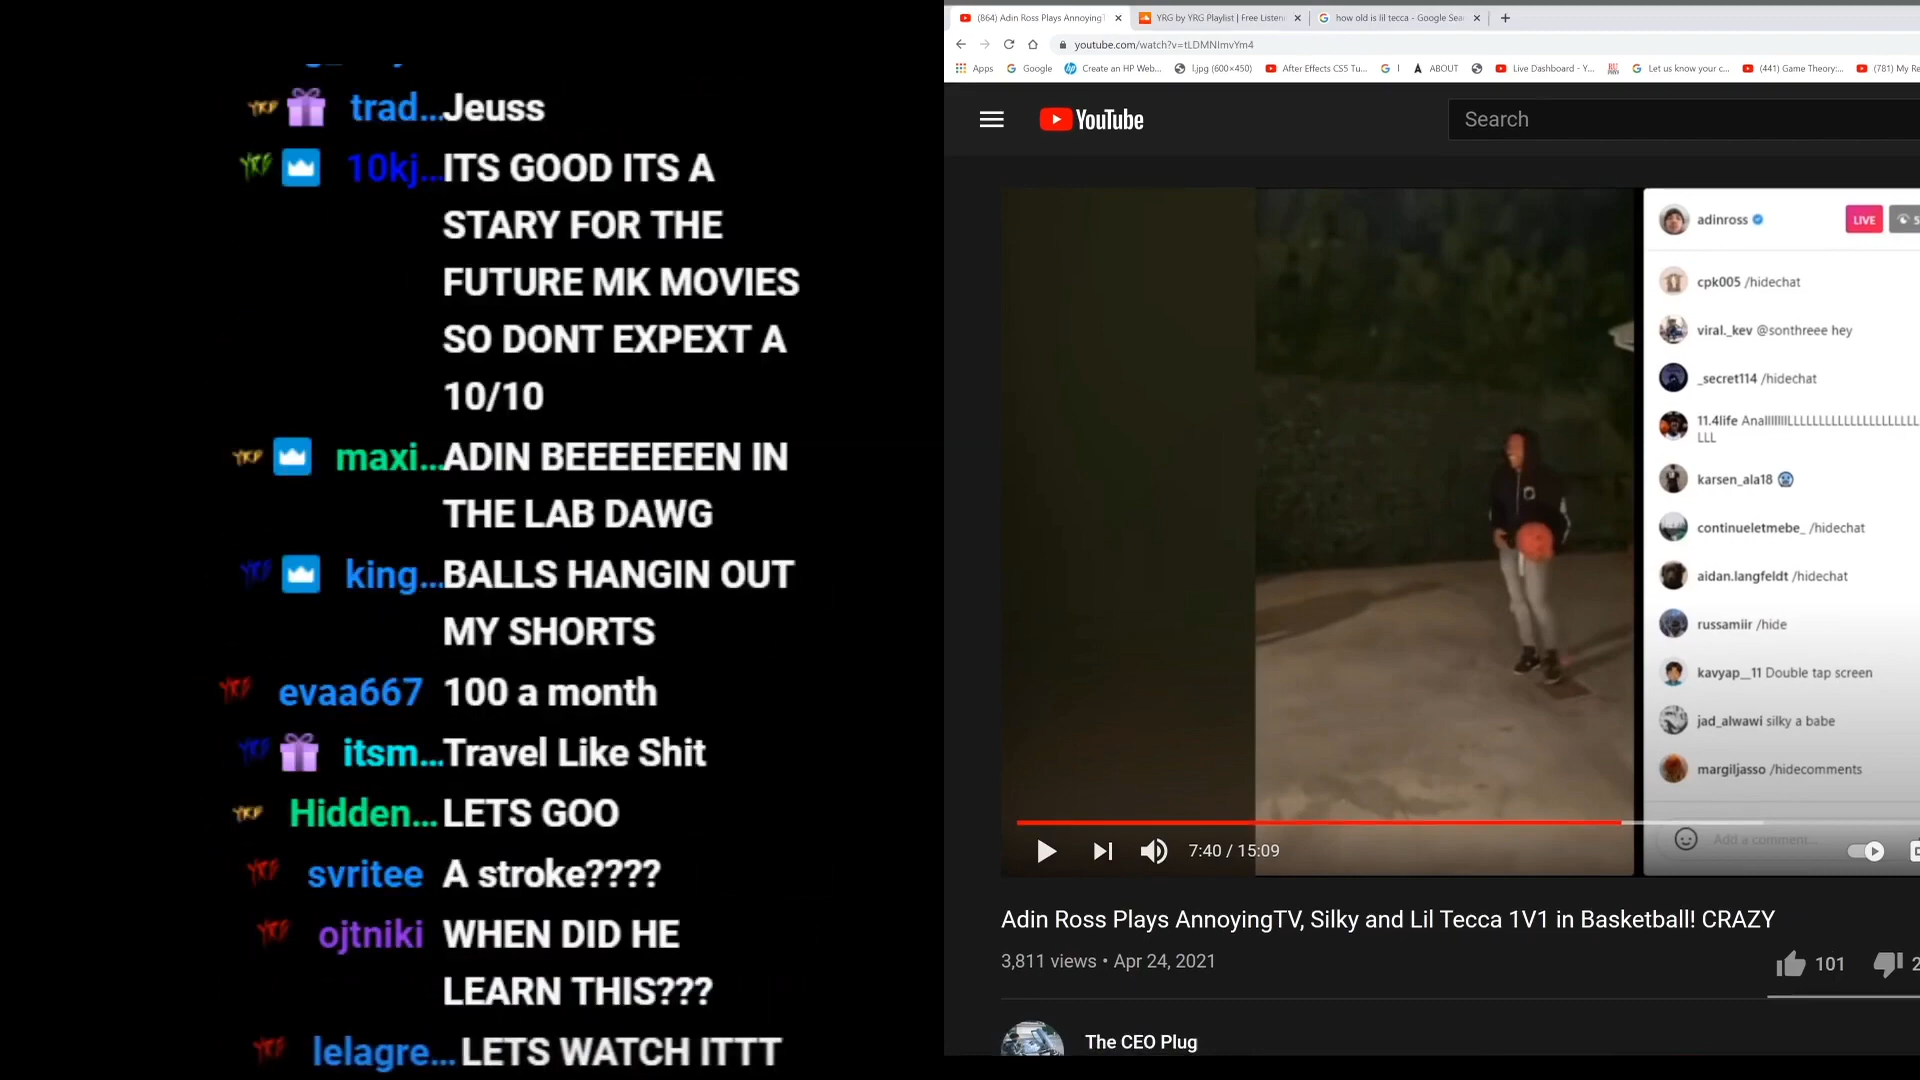 trad...Jeuss
10kj...ITS GOOD ITS A
STARY FOR THE
FUTURE MK MOVIES
SO DONT EXPEXT A
10/10
maxi...ADIN BEEEEEEEN IN
THE LAB DAWG
king...BALLS HANGIN OUT
MY SHORTS
evaa667 100 a month
itsm...Travel Like Shit
Hidden...LETS GOO
svritee A stroke????
ojtniki WHEN DID HE
LEARN THIS???
lelagre...LETS WATCH ITTT
(864) Adin Ross Plays Annoying
YRG by YRG Playlist | Free Listen
how old is lil tecca - Google Sea
youtube.com/watch?v=tLDMNImvYm4
Apps Google Create an HP Web... l.jpg (600×450) After Effects CS5 Tu... I ABOUT Live Dashboard - Y... Let us know your c... (441) Game Theory:... (781) My Re
YouTube
Search
adinross LIVE
cpk005 /hidechat
viral._kev @sonthreee hey
_secret114 /hidechat
karsen_ala18
continueletmebe_ /hidechat
aidan.langfeldt /hidechat
russamiir /hide
kavyap__11 Double tap screen
jad_alwawi silky a babe
margiljasso /hidecomments
Add a comment...
7:40 / 15:09
Adin Ross Plays AnnoyingTV, Silky and Lil Tecca 1V1 in Basketball! CRAZY
3,811 views • Apr 24, 2021
101
The CEO Plug